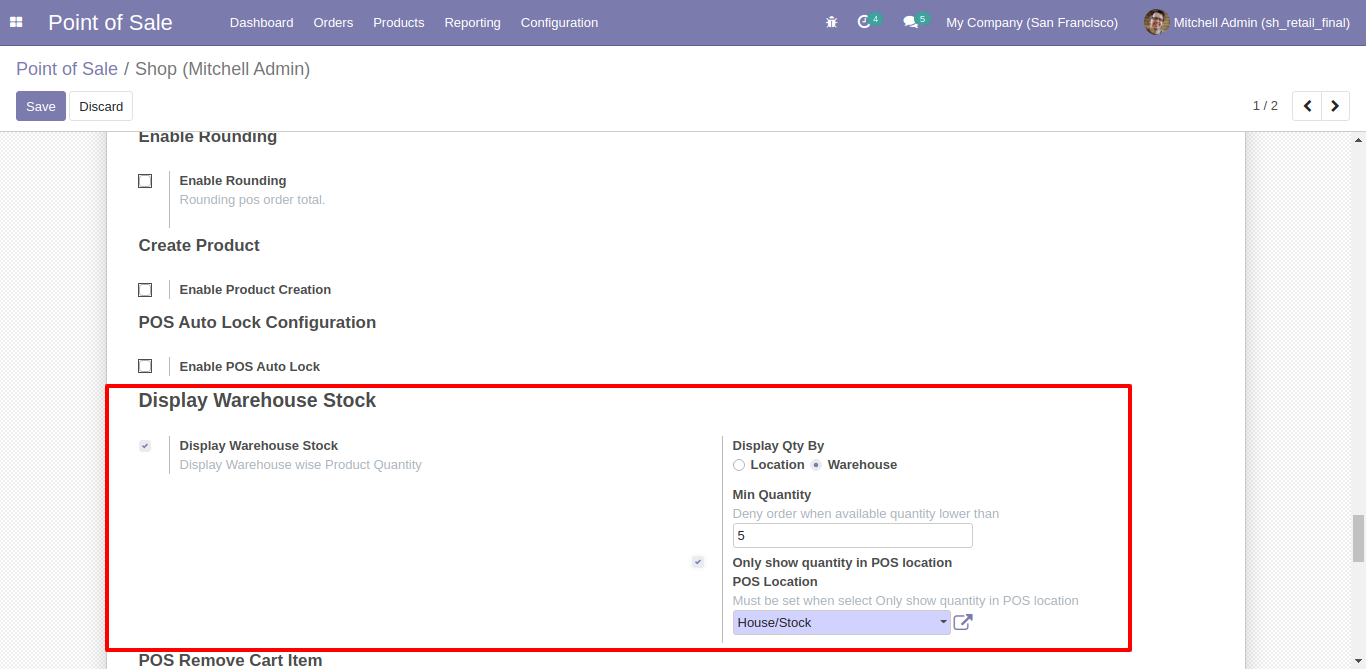 Point of Sale Dashboard Orders Products Reporting Configuration 4 5 My Company (San Francisco) Mitchell Admin (sh_retail_final)
Point of Sale / Shop (Mitchell Admin)
Save Discard 1 / 2
Enable Rounding
Enable Rounding
Rounding pos order total.
Create Product
Enable Product Creation
POS Auto Lock Configuration
Enable POS Auto Lock
Display Warehouse Stock
Display Warehouse Stock
Display Warehouse wise Product Quantity
Display Qty By
Location Warehouse
Min Quantity
Deny order when available quantity lower than
5
Only show quantity in POS location
POS Location
Must be set when select Only show quantity in POS location
House/Stock
POS Remove Cart Item